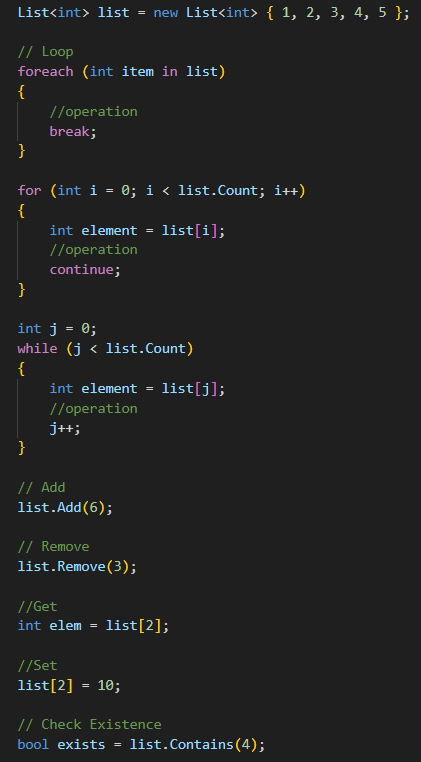 List<int> list = new List<int> { 1, 2, 3, 4, 5 };

// Loop
foreach (int item in list)
{
    //operation
    break;
}

for (int i = 0; i < list.Count; i++)
{
    int element = list[i];
    //operation
    continue;
}

int j = 0;
while (j < list.Count)
{
    int element = list[j];
    //operation
    j++;
}

// Add
list.Add(6);

// Remove
list.Remove(3);

//Get
int elem = list[2];

//Set
list[2] = 10;

// Check Existence
bool exists = list.Contains(4);